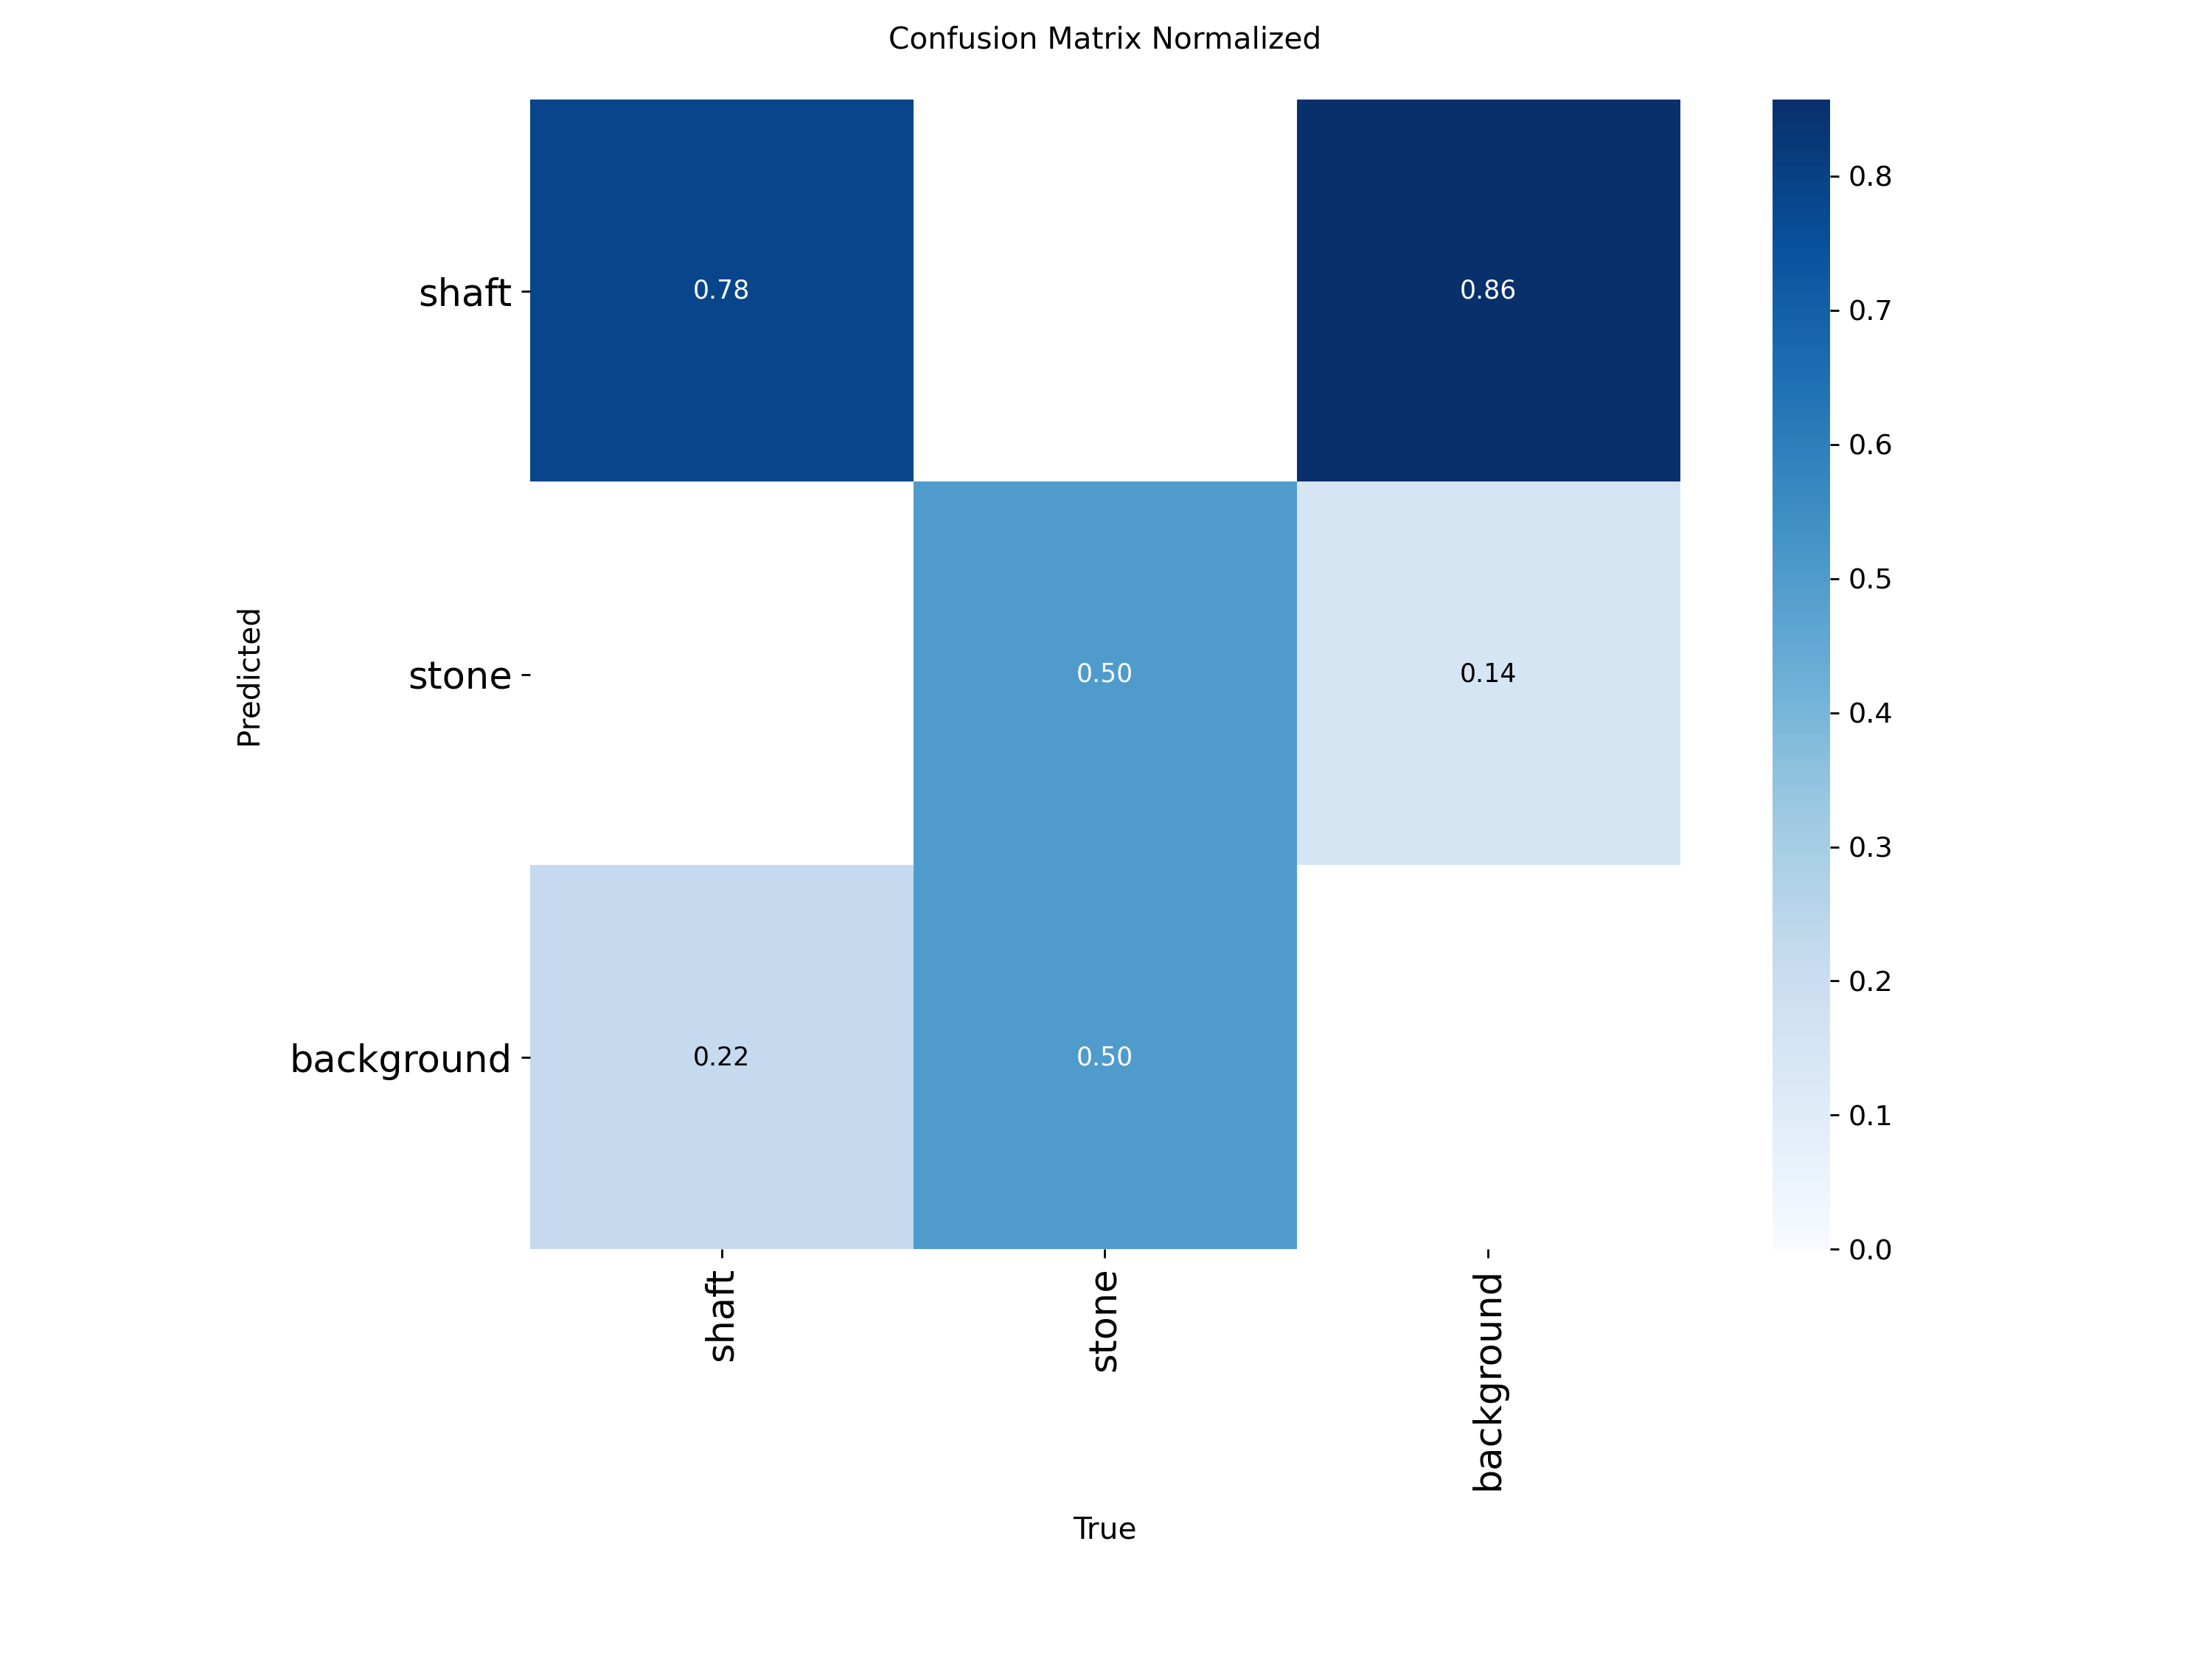 Confusion Matrix Normalized
shaft
0.78
0.86
0.8
0.7
0.6
0.5
0.4
0.3
0.2
0.1
0.0
Predicted
stone
0.50
0.14
background
0.22
0.50
shaft
stone
background
True